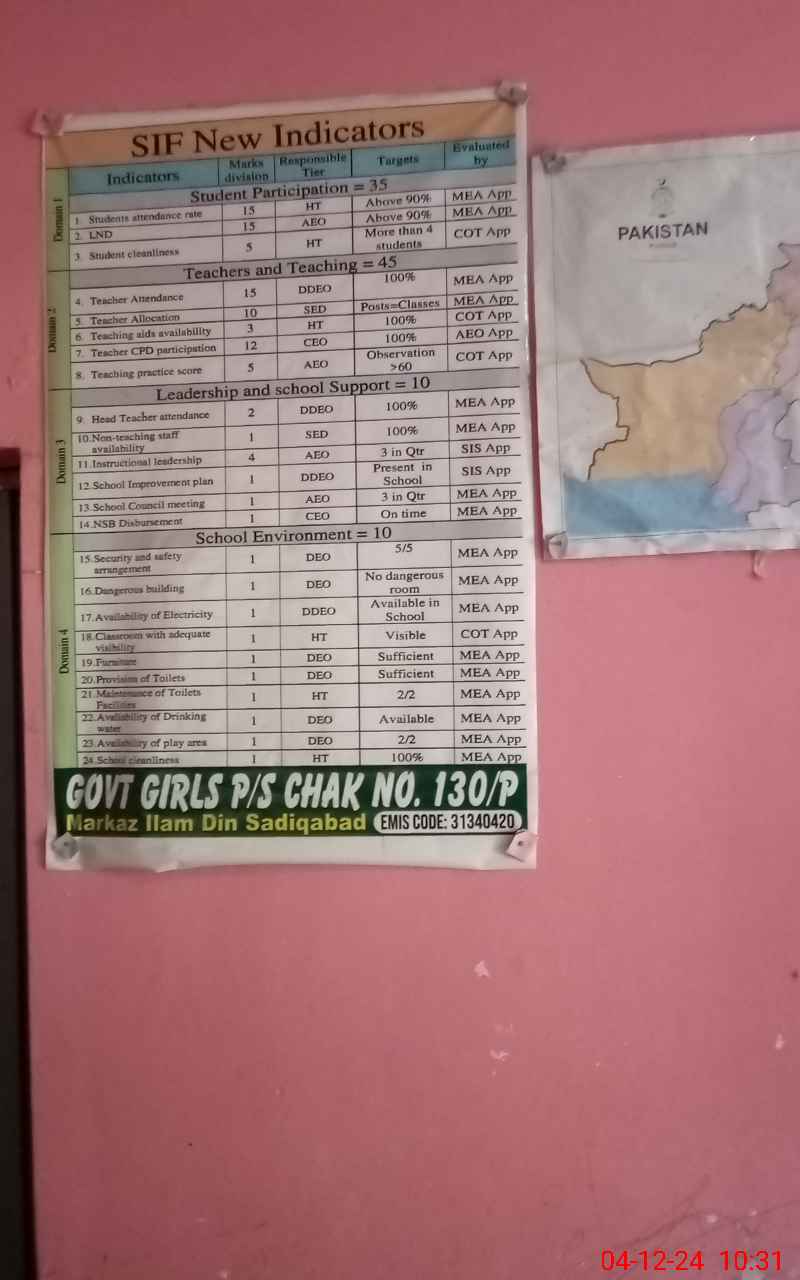 SIF New Indicators
Indicators Marks division Responsible Tier Targets Evaluated by
Domain 1
Student Participation = 35
1. Students attendance rate 15 HT Above 90% MEA App
2. LND 15 AEO Above 90% MEA App
3. Student cleanliness 5 HT More than 4 students COT App
Domain 2
Teachers and Teaching = 45
4. Teacher Attendance 15 DDEO 100% MEA App
5. Teacher Allocation 10 SED Posts=Classes MEA App
6. Teaching aids availability 3 HT 100% COT App
7. Teacher CPD participation 12 CEO 100% AEO App
8. Teaching practice score 5 AEO Observation >60 COT App
Domain 3
Leadership and school Support = 10
9. Head Teacher attendance 2 DDEO 100% MEA App
10.Non-teaching staff availability 1 SED 100% MEA App
11.Instructional leadership 4 AEO 3 in Qtr SIS App
12.School Improvement plan 1 DDEO Present in School SIS App
13.School Council meeting 1 AEO 3 in Qtr MEA App
14.NSB Disbursement 1 CEO On time MEA App
Domain 4
School Environment = 10
15.Security and safety arrangement 1 DEO 5/5 MEA App
16.Dangerous building 1 DEO No dangerous room MEA App
17.Availability of Electricity 1 DDEO Available in School MEA App
18.Classroom with adequate visibility 1 HT Visible COT App
19.Furniture 1 DEO Sufficient MEA App
20.Provision of Toilets 1 DEO Sufficient MEA App
21.Maintenance of Toilets Facilities 1 HT 2/2 MEA App
22.Availability of Drinking water 1 DEO Available MEA App
23.Availability of play area 1 DEO 2/2 MEA App
24.School cleanliness 1 HT 100% MEA App
GOVT GIRLS P/S CHAK NO. 130/P
Markaz Ilam Din Sadiqabad EMIS CODE: 31340420
PAKISTAN
04-12-24 10:31